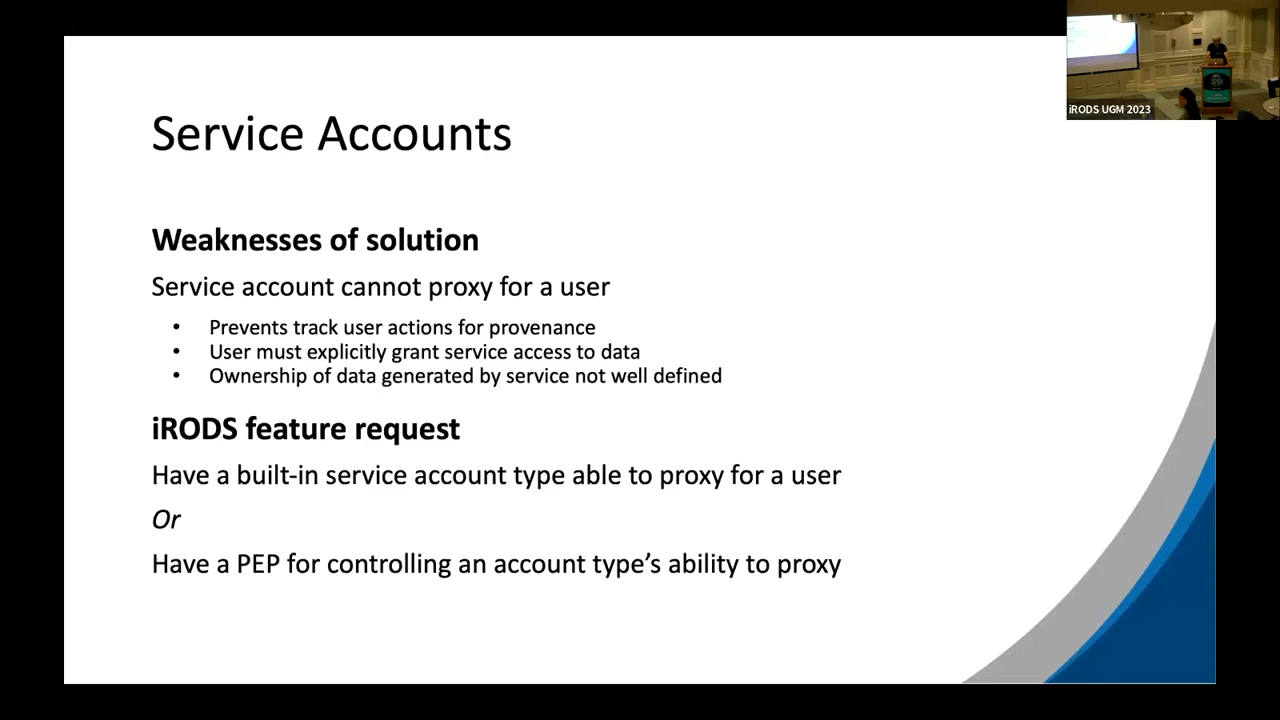 Service Accounts
Weaknesses of solution
Service account cannot proxy for a user
• Prevents track user actions for provenance
• User must explicitly grant service access to data
• Ownership of data generated by service not well defined
iRODS feature request
Have a built-in service account type able to proxy for a user
Or
Have a PEP for controlling an account type's ability to proxy
iRODS UGM 2023